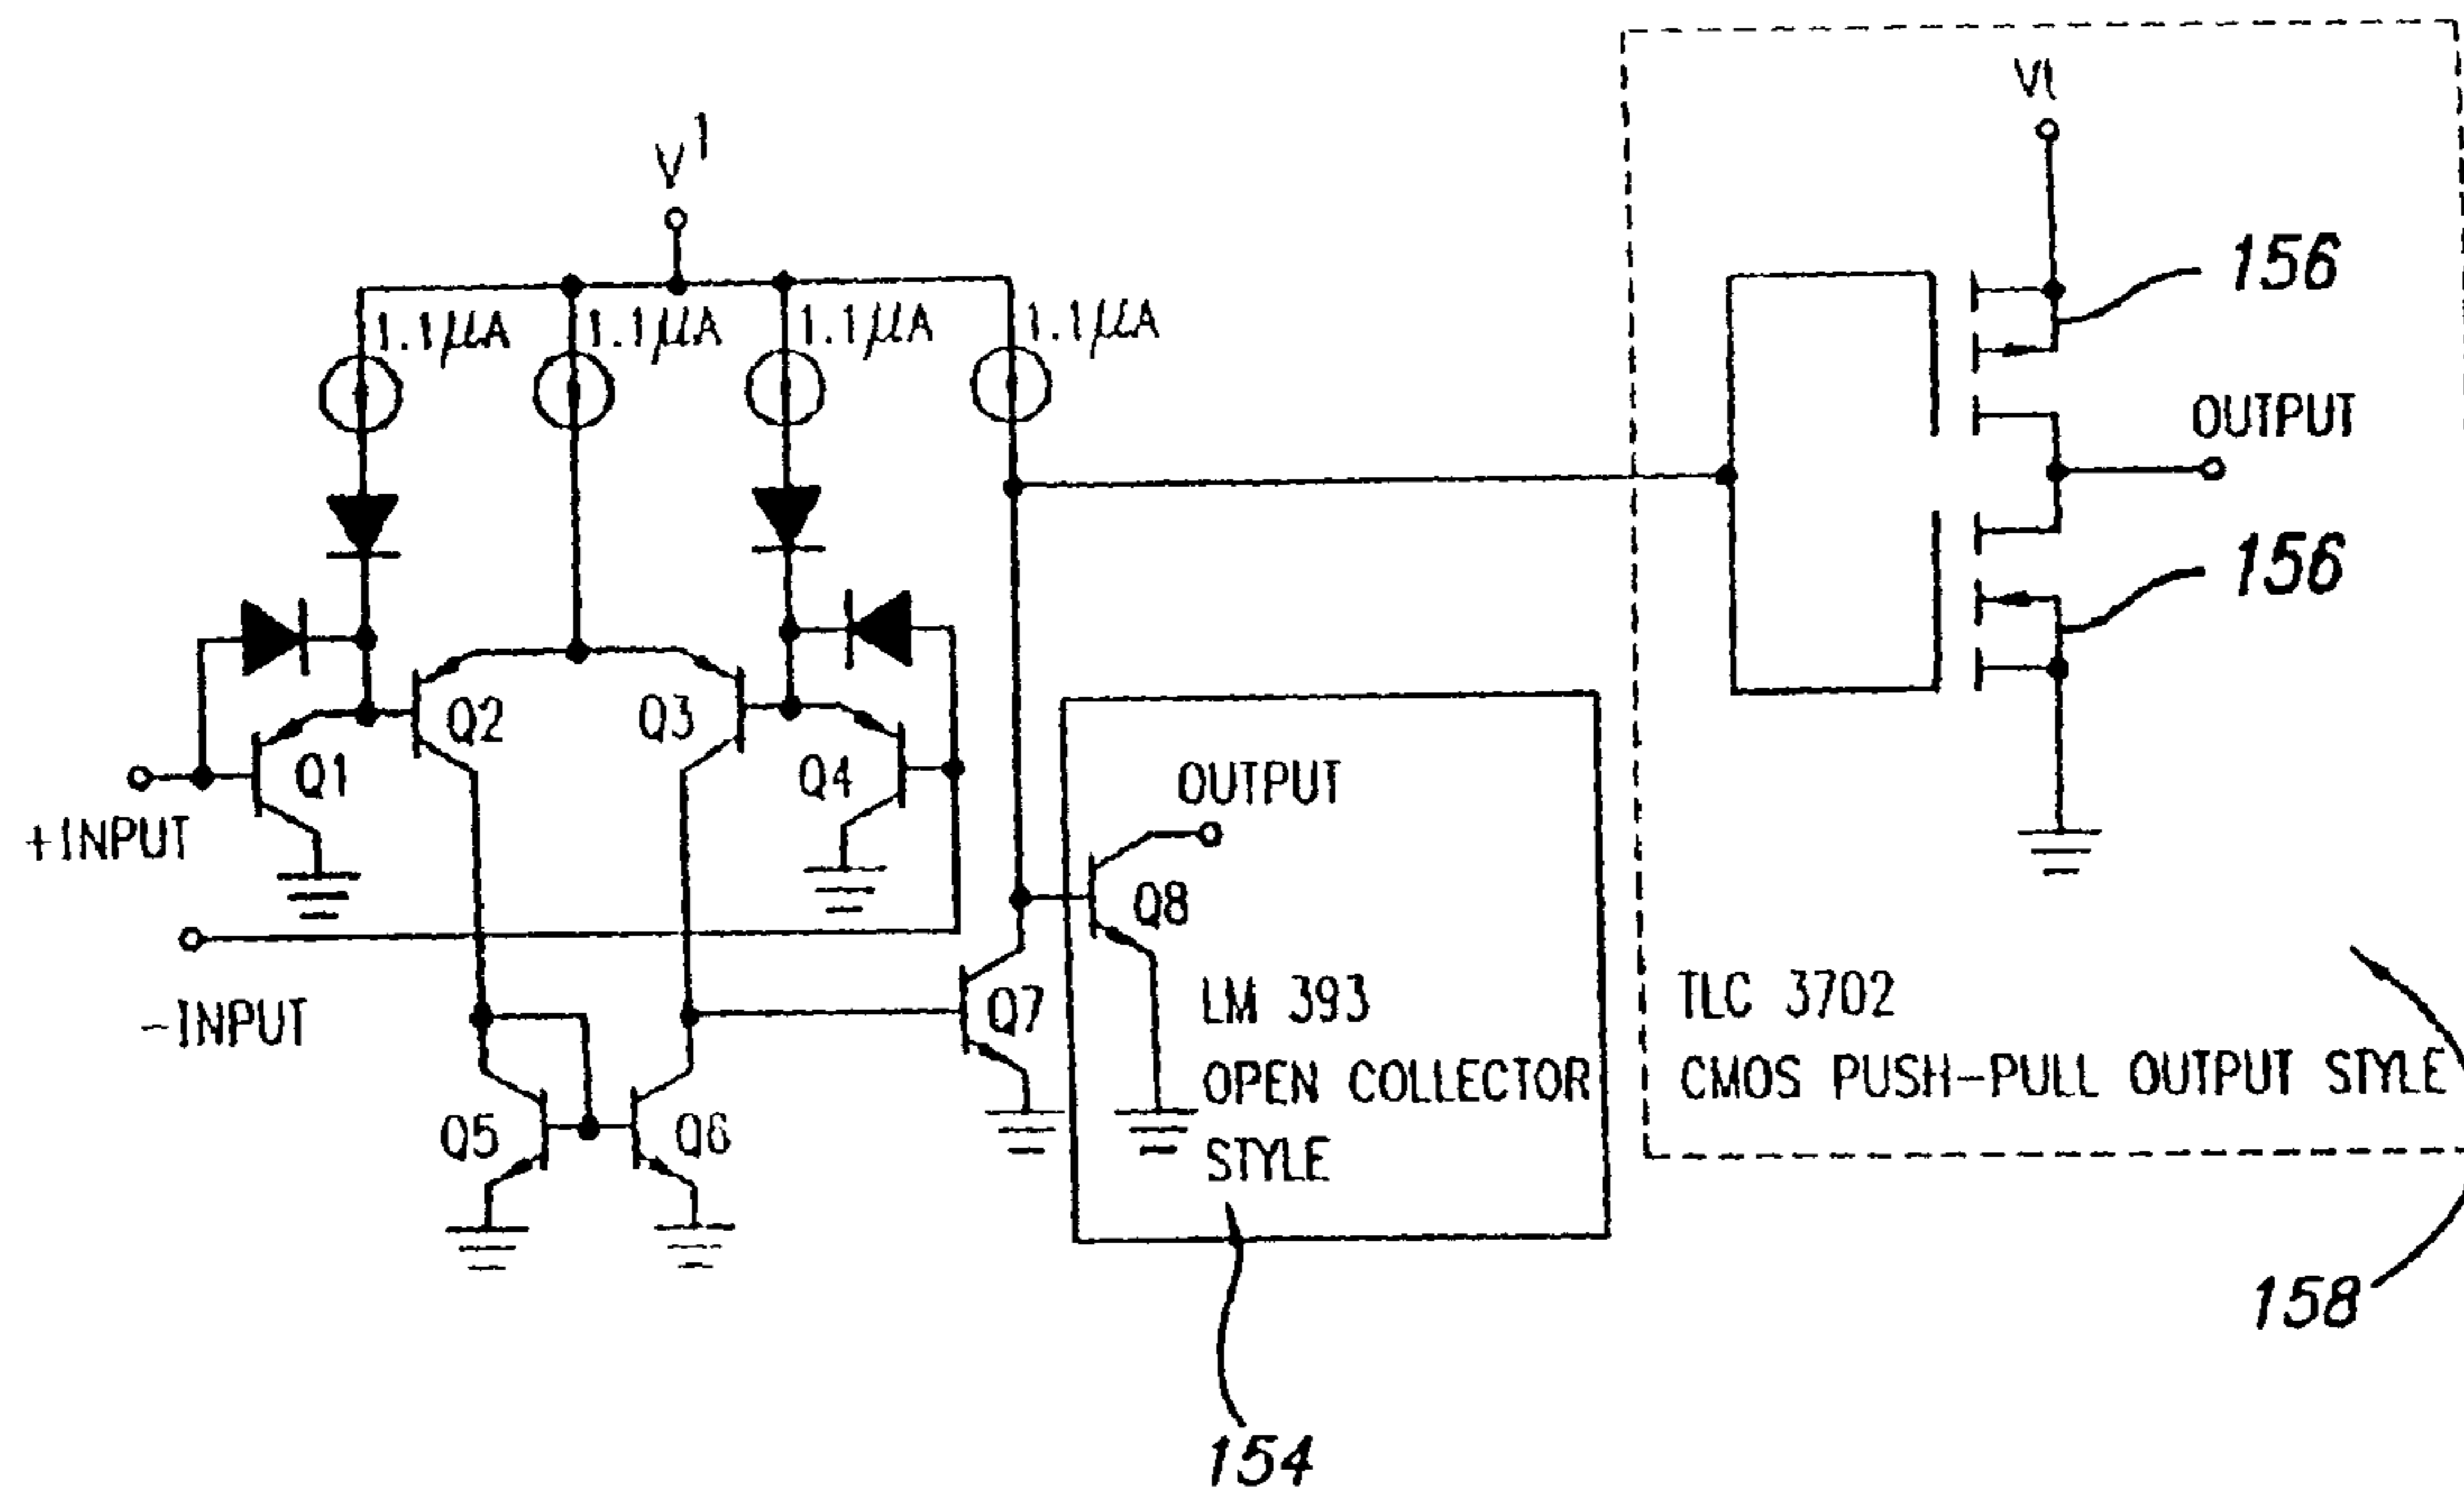 V1
1.1μA 1.1μA 1.1μA 1.1μA
156
OUTPUT
156
Q2
Q3
Q1
Q4
+INPUT
OUTPUT
Q8
-INPUT
Q7
LM 393
OPEN COLLECTOR
STYLE
TLC 3702
CMOS PUSH-PULL OUTPUT STYLE
Q5
Q6
158
154